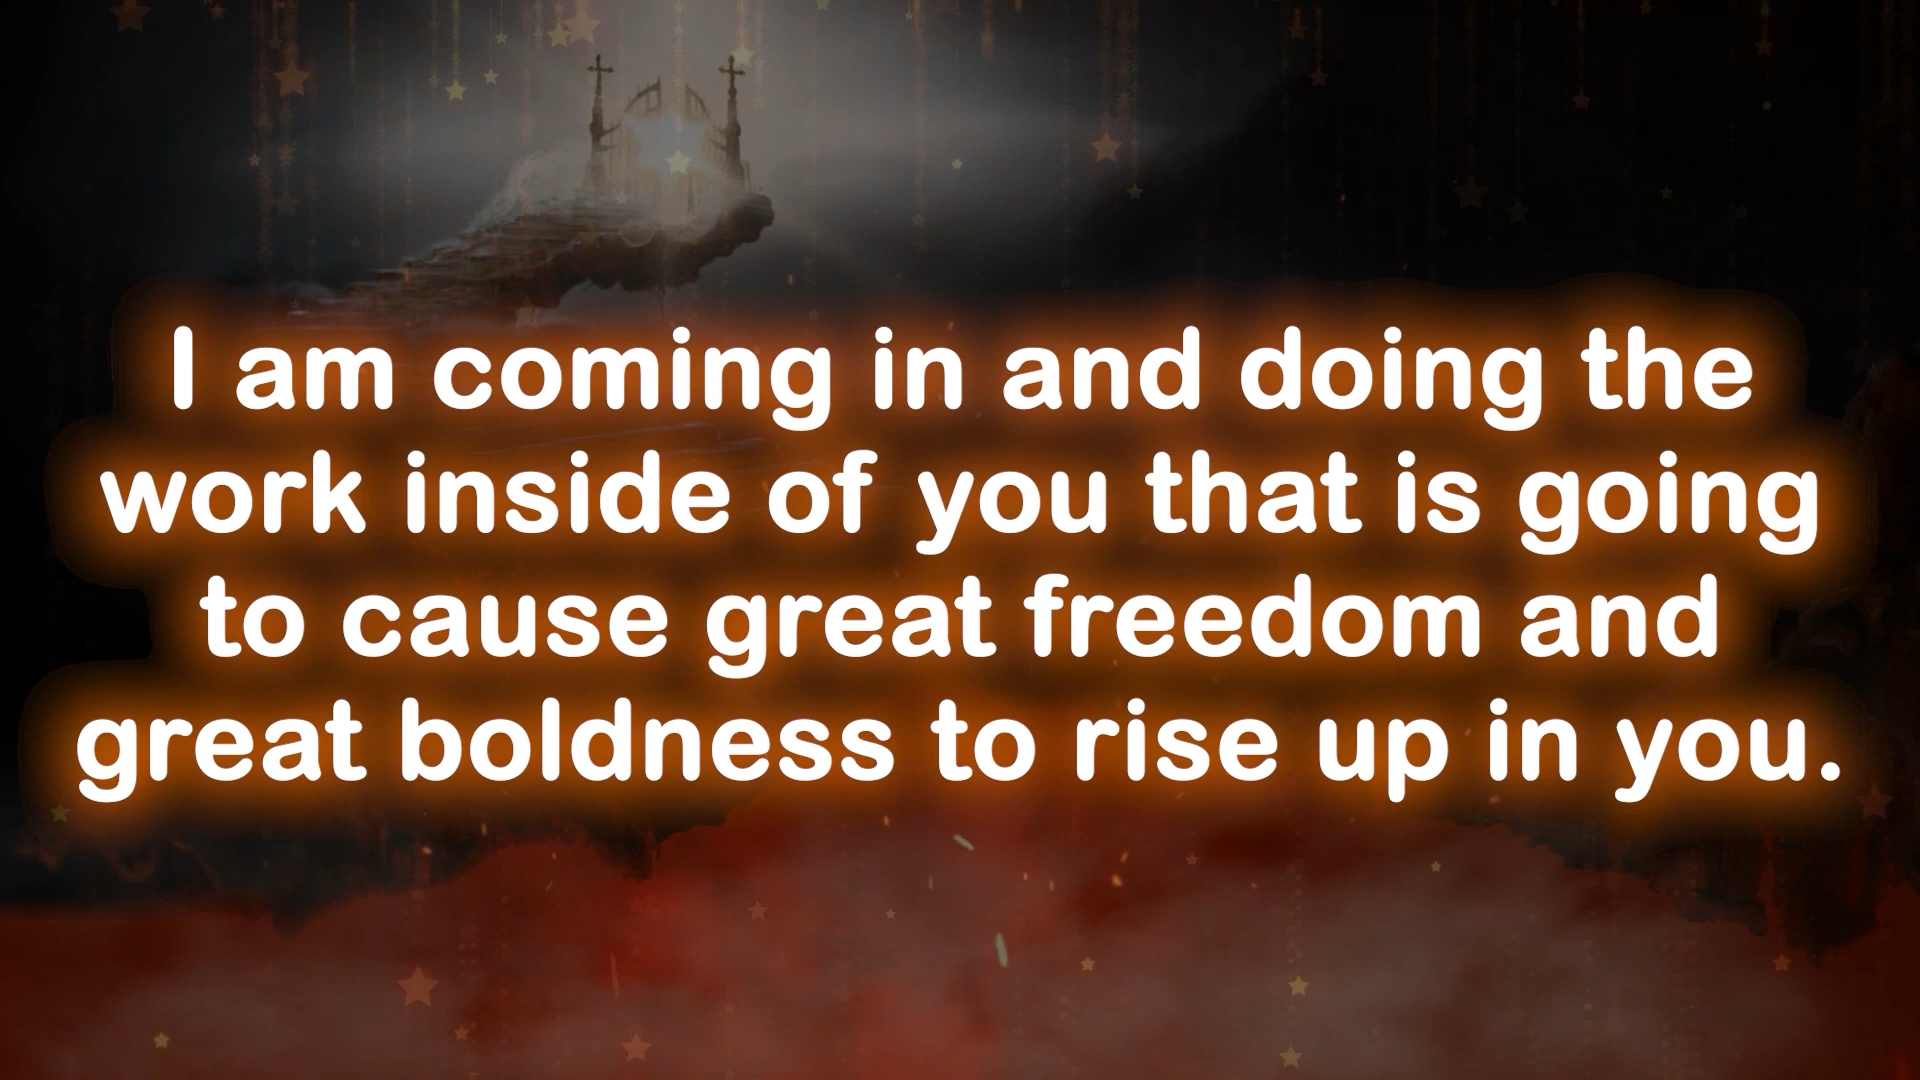 I am coming in and doing the
work inside of you that is going
to cause great freedom and
great boldness to rise up in you.